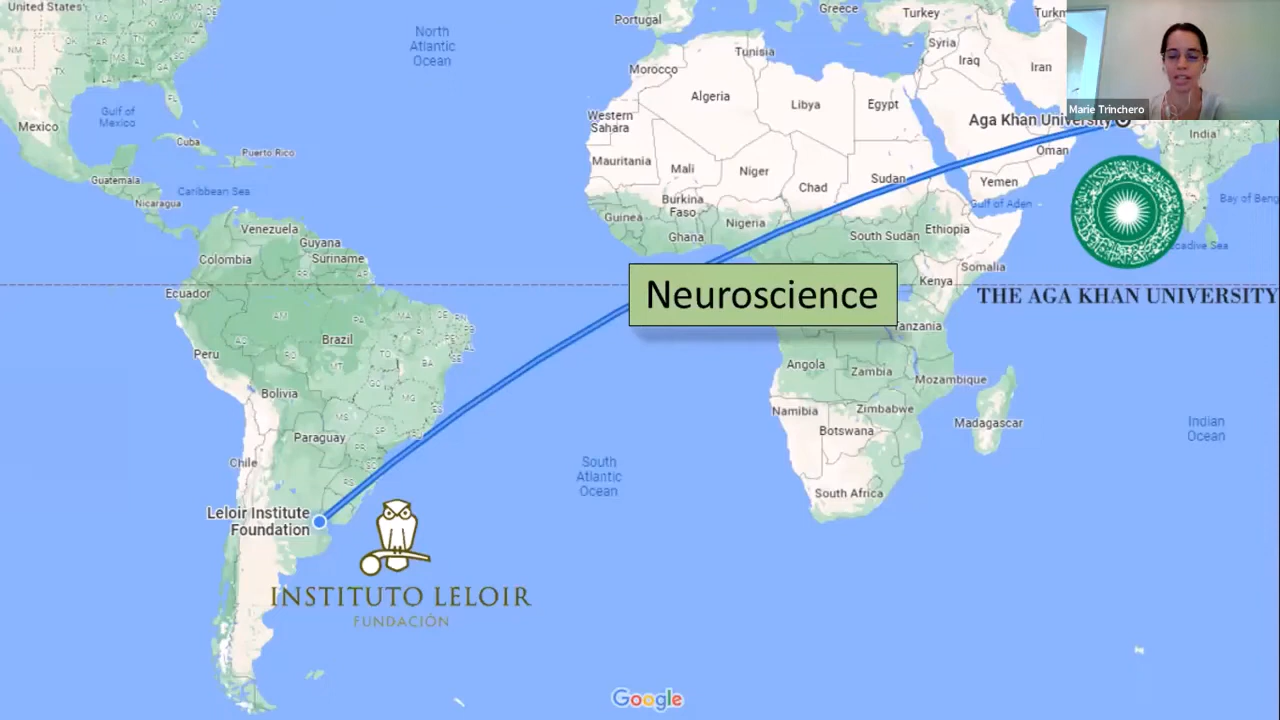 United States
North
Atlantic
Ocean
Portugal
Greece
Turkey
Turkm
Syria
Tunisia
Iraq
Iran
Morocco
Algeria
Libya
Egypt
Marie Trinchero
Western
Sahara
Aga Khan University
India
Oman
Gulf of
Mexico
Mexico
Cuba
Puerto Rico
Mauritania
Mali
Niger
Chad
Sudan
Yemen
Guatemala
Caribbean Sea
Nicaragua
Burkina
Faso
Gulf of Aden
Bay of Beng
Guinea
Ghana
Nigeria
South Sudan
Ethiopia
Venezuela
Guyana
Suriname
Colombia
Somalia
Kenya
Ecuador
Neuroscience
THE AGA KHAN UNIVERSITY
Tanzania
Peru
Brazil
Bolivia
Angola
Zambia
Mozambique
Namibia
Zimbabwe
Botswana
Madagascar
Indian
Ocean
Paraguay
Chile
South
Atlantic
Ocean
South Africa
Leloir Institute
Foundation
INSTITUTO LELOIR
FUNDACIÓN
Google